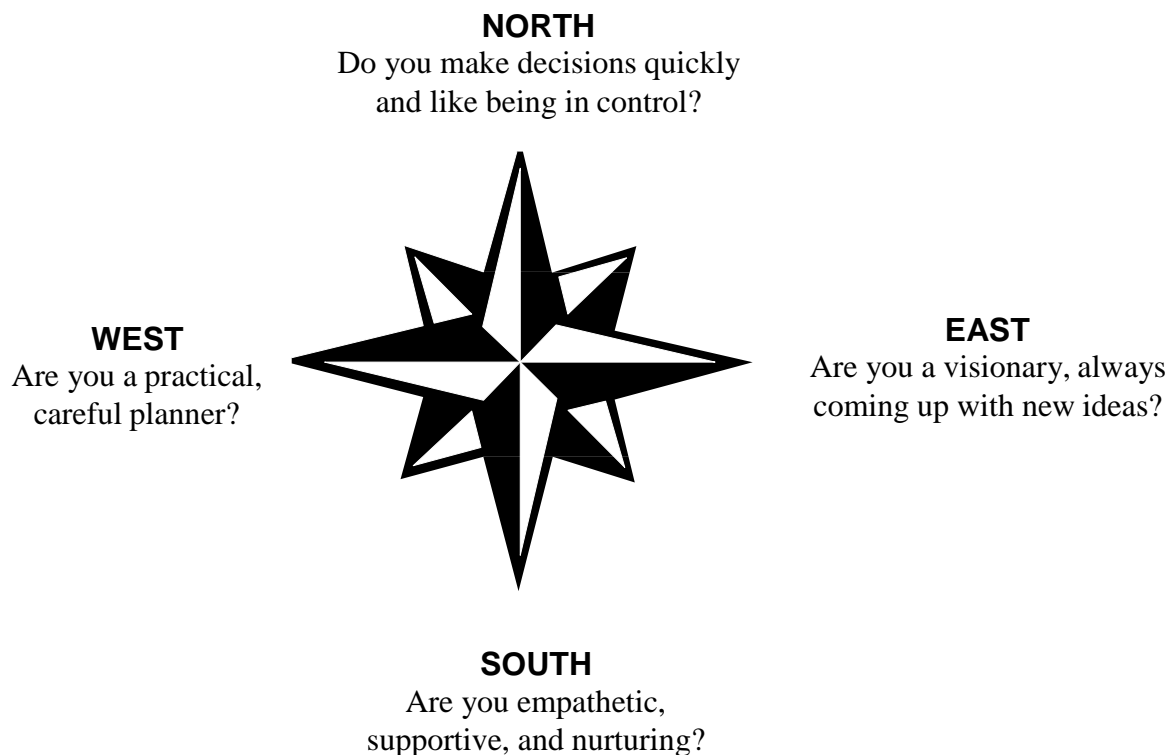 NORTH
Do you make decisions quickly
and like being in control?
WEST
Are you a practical,
careful planner?
EAST
Are you a visionary, always
coming up with new ideas?
SOUTH
Are you empathetic,
supportive, and nurturing?